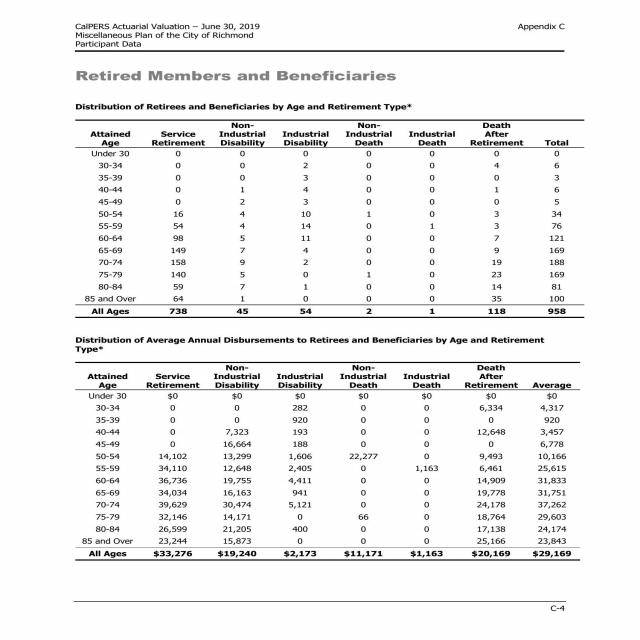 CalPERS Actuarial Valuation – June 30, 2019 Appendix C
Miscellaneous Plan of the City of Richmond
Participant Data
Retired Members and Beneficiaries
Distribution of Retirees and Beneficiaries by Age and Retirement Type*
Attained Age Service Retirement Non-Industrial Disability Industrial Disability Non-Industrial Death Industrial Death Death After Retirement Total
Under 30 0 0 0 0 0 0 0
30-34 0 0 2 0 0 4 6
35-39 0 0 3 0 0 0 3
40-44 0 1 4 0 0 1 6
45-49 0 2 3 0 0 0 5
50-54 16 4 10 1 0 3 34
55-59 54 4 14 0 1 3 76
60-64 98 5 11 0 0 7 121
65-69 149 7 4 0 0 9 169
70-74 158 9 2 0 0 19 188
75-79 140 5 0 1 0 23 169
80-84 59 7 1 0 0 14 81
85 and Over 64 1 0 0 0 35 100
All Ages 738 45 54 2 1 118 958
Distribution of Average Annual Disbursements to Retirees and Beneficiaries by Age and Retirement
Type*
Attained Age Service Retirement Non-Industrial Disability Industrial Disability Non-Industrial Death Industrial Death Death After Retirement Average
Under 30 $0 $0 $0 $0 $0 $0 $0
30-34 0 0 282 0 0 6,334 4,317
35-39 0 0 920 0 0 0 920
40-44 0 7,323 193 0 0 12,648 3,457
45-49 0 16,664 188 0 0 0 6,778
50-54 14,102 13,299 1,606 22,277 0 9,493 10,166
55-59 34,110 12,648 2,405 0 1,163 6,461 25,615
60-64 36,736 19,755 4,411 0 0 14,909 31,833
65-69 34,034 16,163 941 0 0 19,778 31,751
70-74 39,629 30,474 5,121 0 0 24,178 37,262
75-79 32,146 14,171 0 66 0 18,764 29,603
80-84 26,599 21,205 400 0 0 17,138 24,174
85 and Over 23,244 15,873 0 0 0 25,166 23,843
All Ages $33,276 $19,240 $2,173 $11,171 $1,163 $20,169 $29,169
C-4